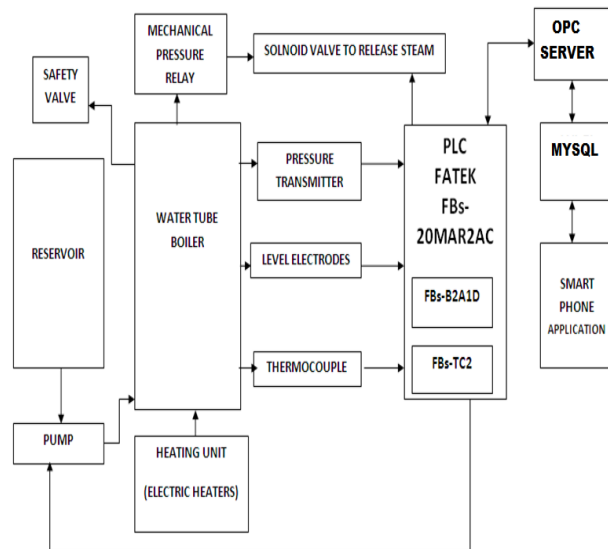 MECHANICAL
PRESSURE
RELAY
SOLNOID VALVE TO RELEASE STEAM
OPC
SERVER
SAFETY
VALVE
PLC
FATEK
FBs-
20MAR2AC
MYSQL
PRESSURE
TRANSMITTER
WATER TUBE
BOILER
RESERVOIR
LEVEL ELECTRODES
FBs-B2A1D
SMART
PHONE
APPLICATION
THERMOCOUPLE
FBs-TC2
PUMP
HEATING UNIT
(ELECTRIC HEATERS)